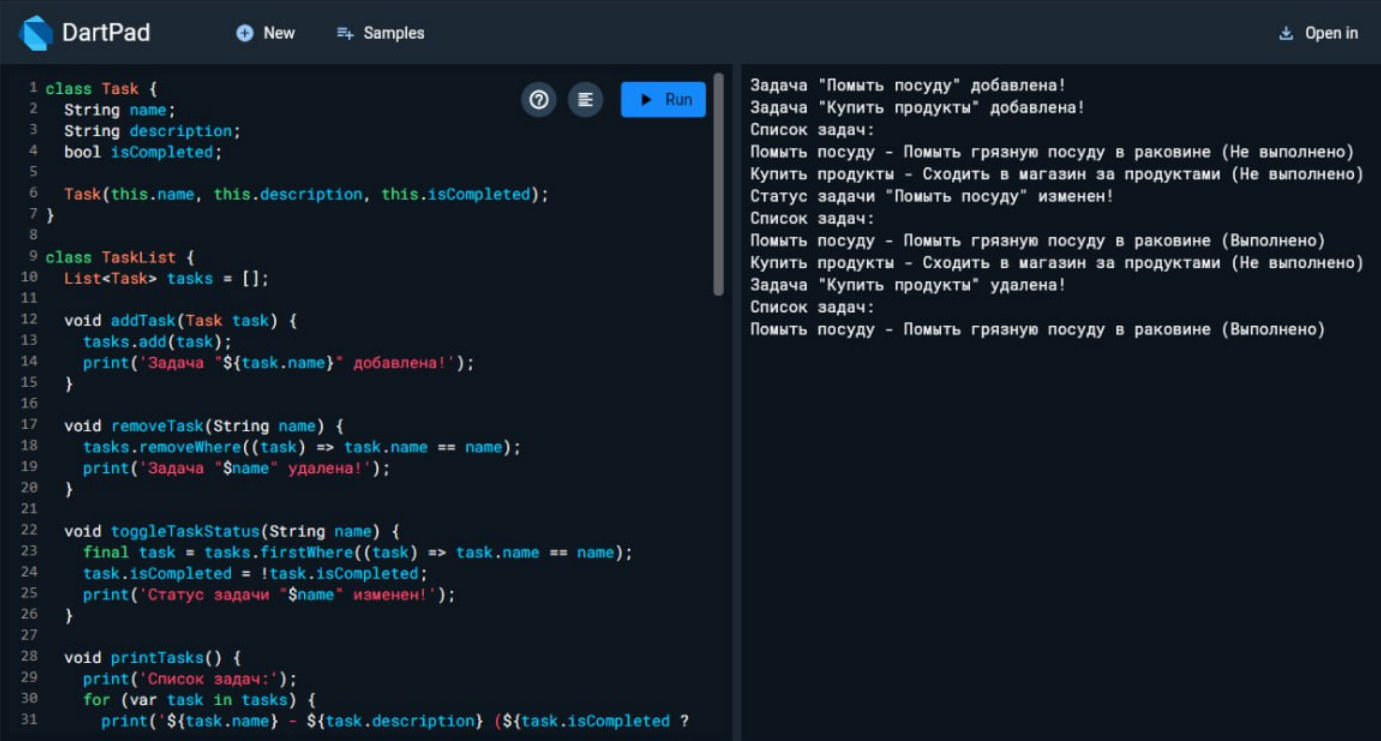 DartPad
New
Samples
Open in
Run
1 class Task {
2 String name;
3 String description;
4 bool isCompleted;
5
6 Task(this.name, this.description, this.isCompleted);
7 }
8
9 class TaskList {
10 List<Task> tasks = [];
11
12 void addTask(Task task) {
13 tasks.add(task);
14 print('Задача "${task.name}" добавлена!');
15 }
16
17 void removeTask(String name) {
18 tasks.removeWhere((task) => task.name == name);
19 print('Задача "$name" удалена!');
20 }
21
22 void toggleTaskStatus(String name) {
23 final task = tasks.firstWhere((task) => task.name == name);
24 task.isCompleted = !task.isCompleted;
25 print('Статус задачи "$name" изменен!');
26 }
27
28 void printTasks() {
29 print('Список задач:');
30 for (var task in tasks) {
31 print('${task.name} - ${task.description} (${task.isCompleted ?
Задача "Помыть посуду" добавлена!
Задача "Купить продукты" добавлена!
Список задач:
Помыть посуду - Помыть грязную посуду в раковине (Не выполнено)
Купить продукты - Сходить в магазин за продуктами (Не выполнено)
Статус задачи "Помыть посуду" изменен!
Список задач:
Помыть посуду - Помыть грязную посуду в раковине (Выполнено)
Купить продукты - Сходить в магазин за продуктами (Не выполнено)
Задача "Купить продукты" удалена!
Список задач:
Помыть посуду - Помыть грязную посуду в раковине (Выполнено)